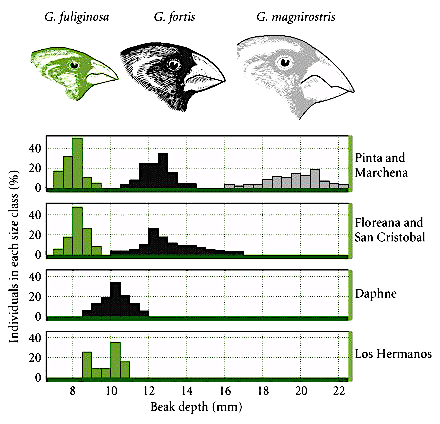 G. fuliginosa G. fortis G. magnirostris
Individuals in each size class (%)
40
20
0
Pinta and
Marchena
40
20
0
Floreana and
San Cristobal
40
20
0
Daphne
40
20
0
Los Hermanos
8 10 12 14 16 18 20 22
Beak depth (mm)